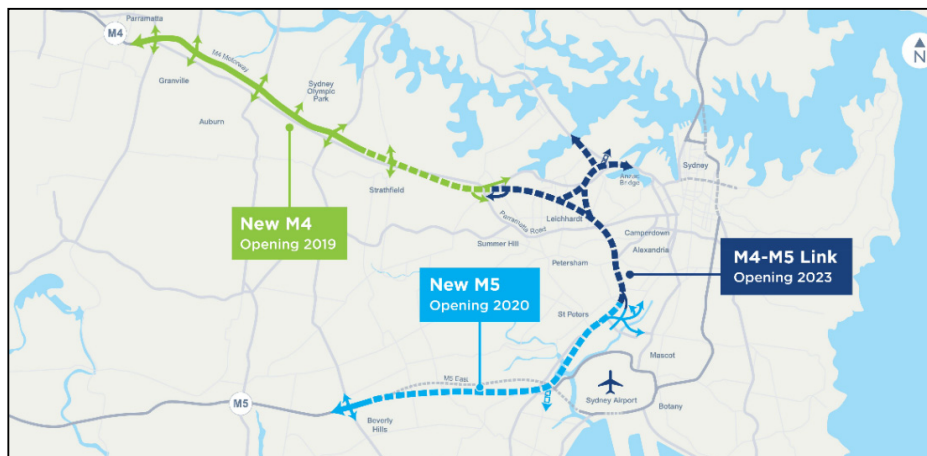 Parramatta
M4
M4 Motorway
N
Granville
Sydney
Olympic
Park
Auburn
Sydney
Anzac
Bridge
Strathfield
New M4
Opening 2019
Parramatta Road
Leichhardt
Camperdown
Alexandria
Summer Hill
M4-M5 Link
Opening 2023
Petersham
New M5
Opening 2020
St Peters
Mascot
M5 East
Sydney Airport
M5
Botany
Beverly
Hills